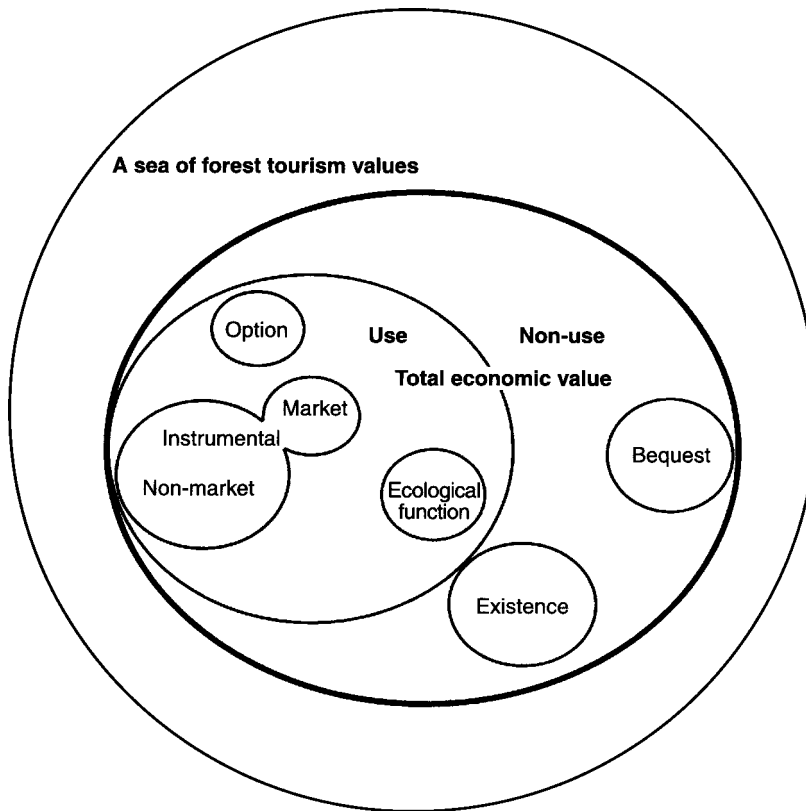 A sea of forest tourism values
Option
Use
Non-use
Total economic value
Market
Instrumental
Non-market
Bequest
Ecological
function
Existence